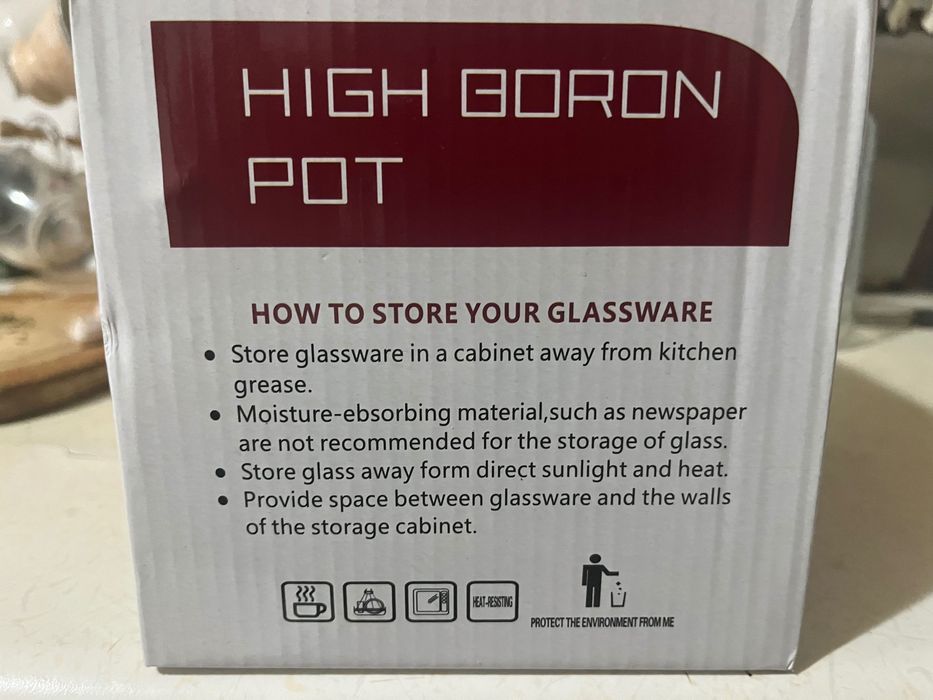 HIGH BORON
POT
HOW TO STORE YOUR GLASSWARE
• Store glassware in a cabinet away from kitchen
grease.
• Moisture-ebsorbing material,such as newspaper
are not recommended for the storage of glass.
• Store glass away form direct sunlight and heat.
• Provide space between glassware and the walls
of the storage cabinet.
HEAT-RESISTING
PROTECT THE ENVIRONMENT FROM ME